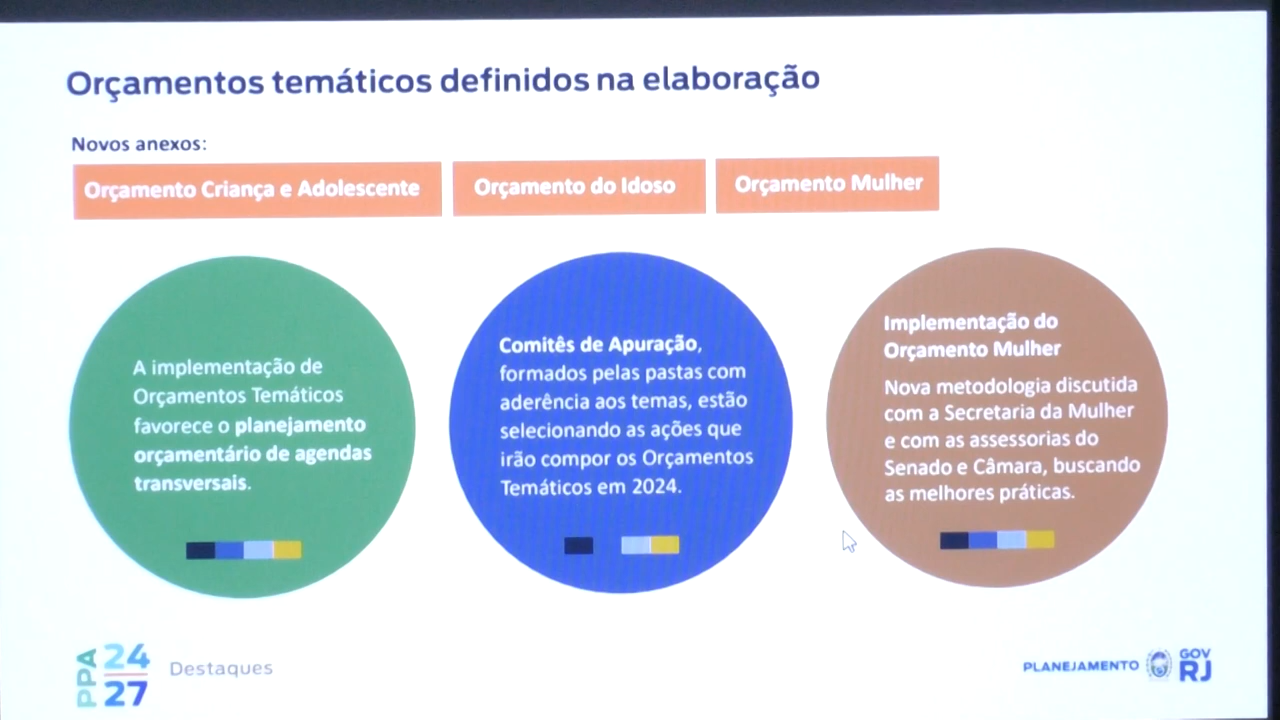 Orçamentos temáticos definidos na elaboração
Novos anexos:
Orçamento Criança e Adolescente
Orçamento do Idoso
Orçamento Mulher
A implementação de
Orçamentos Temáticos
favorece o planejamento
orçamentário de agendas
transversais.
Comitês de Apuração,
formados pelas pastas com
aderência aos temas, estão
selecionando as ações que
irão compor os Orçamentos
Temáticos em 2024.
Implementação do
Orçamento Mulher
Nova metodologia discutida
com a Secretaria da Mulher
e com as assessorias do
Senado e Câmara, buscando
as melhores práticas.
PPA
24
27
Destaques
PLANEJAMENTO
GOV
RJ